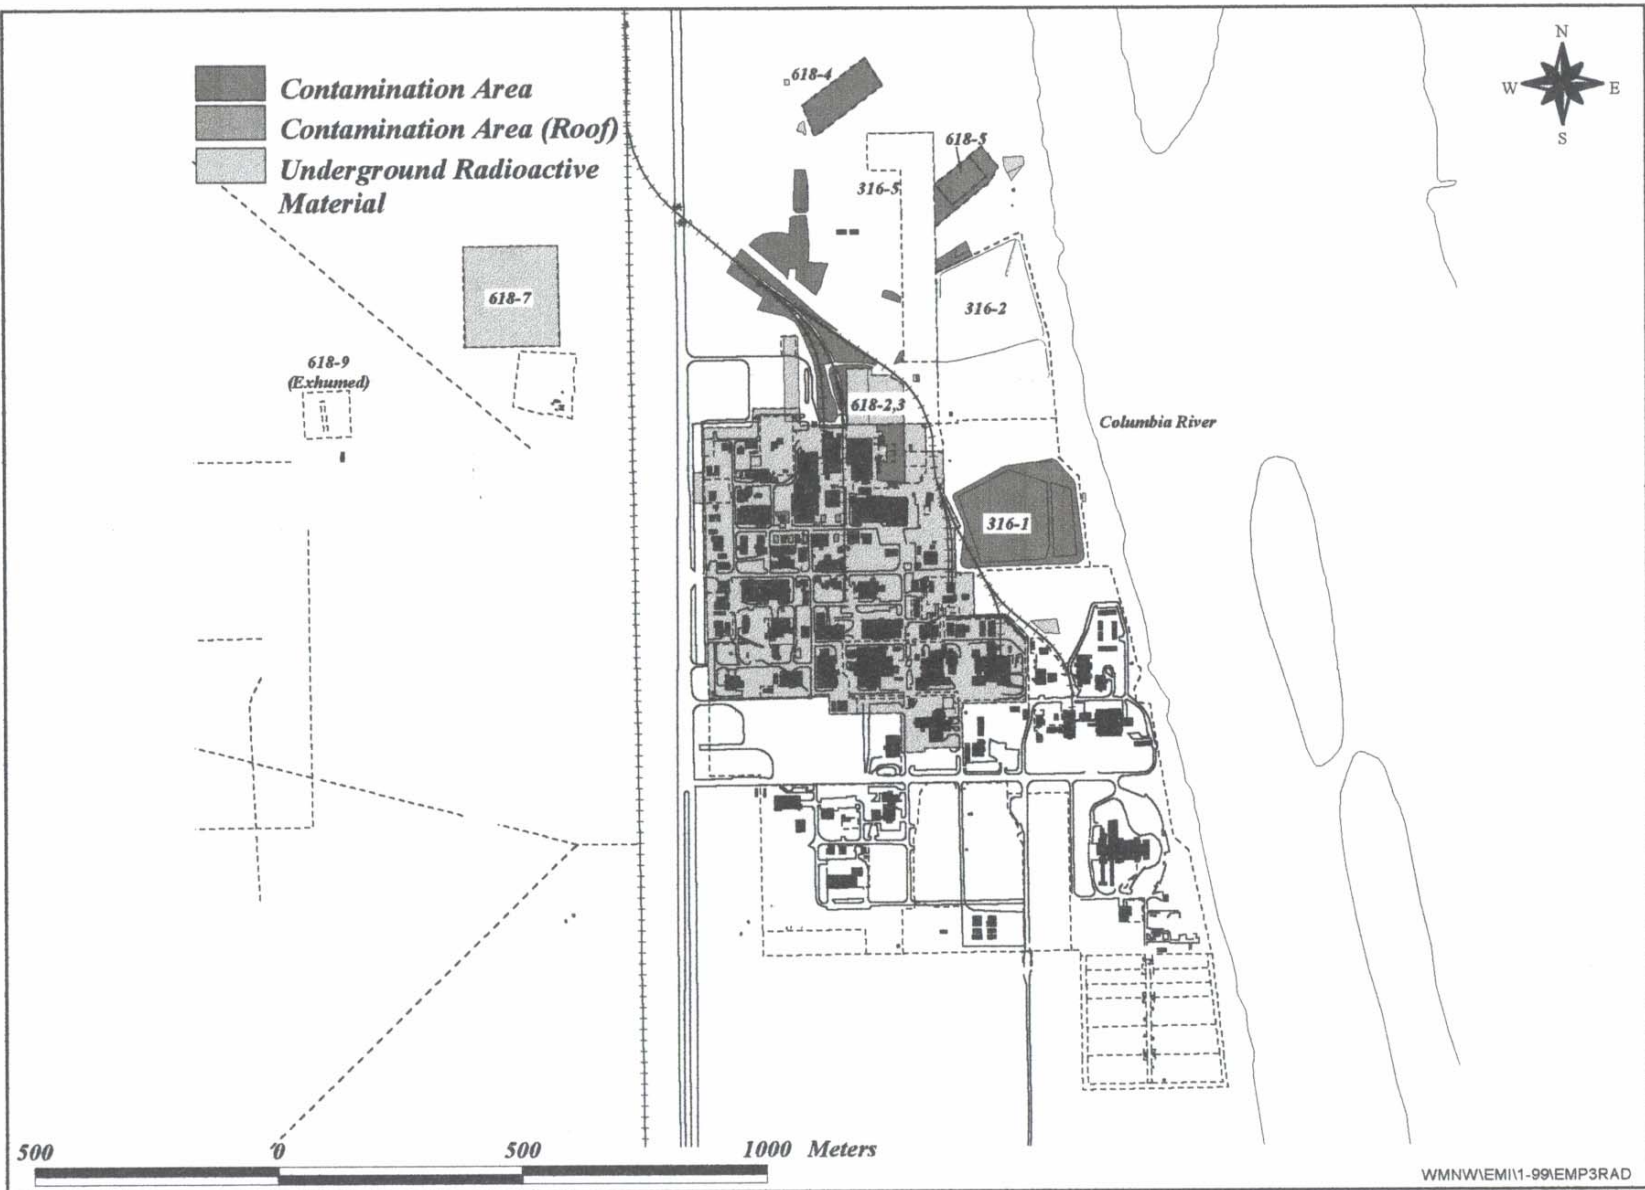 N
W
E
S
Contamination Area
Contamination Area (Roof)
Underground Radioactive
Material
618-4
618-5
316-5
618-7
316-2
618-9
(Exhumed)
618-2,3
Columbia River
316-1
500
0
500
1000 Meters
WMNW\EMI\1-99\EMP3RAD